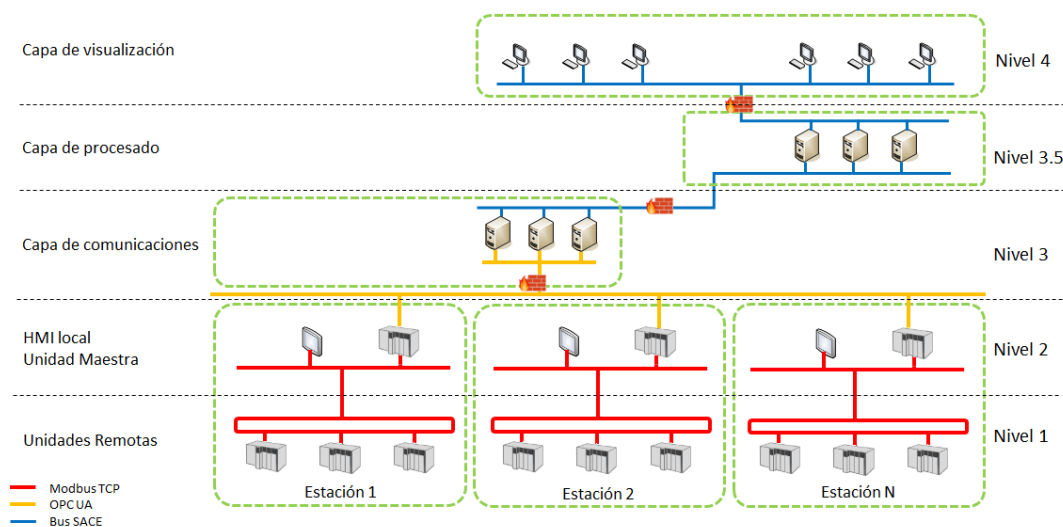 Capa de visualización
Nivel 4
Capa de procesado
Nivel 3.5
Capa de comunicaciones
Nivel 3
HMI local
Unidad Maestra
Nivel 2
Unidades Remotas
Nivel 1
Estación 1
Estación 2
Estación N
Modbus TCP
OPC UA
Bus SACE